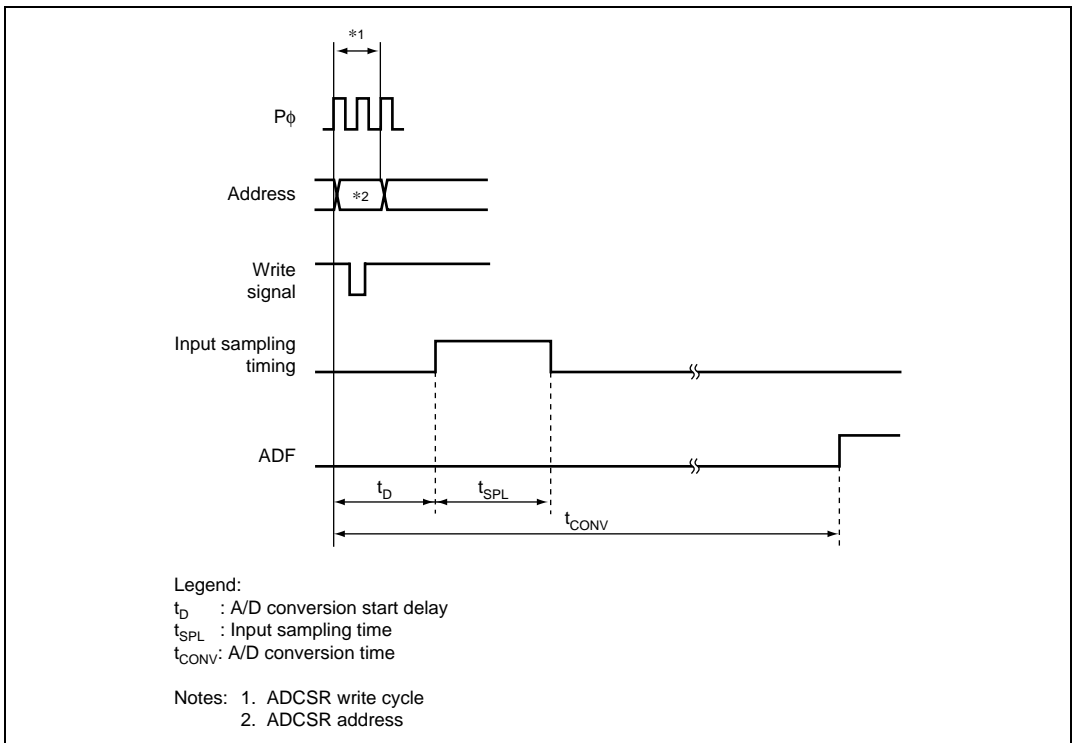 *1
Pφ
Address
*2
Write
signal
Input sampling
timing
ADF
tD
tSPL
tCONV
Legend:
tD : A/D conversion start delay
tSPL : Input sampling time
tCONV: A/D conversion time
Notes: 1. ADCSR write cycle
2. ADCSR address